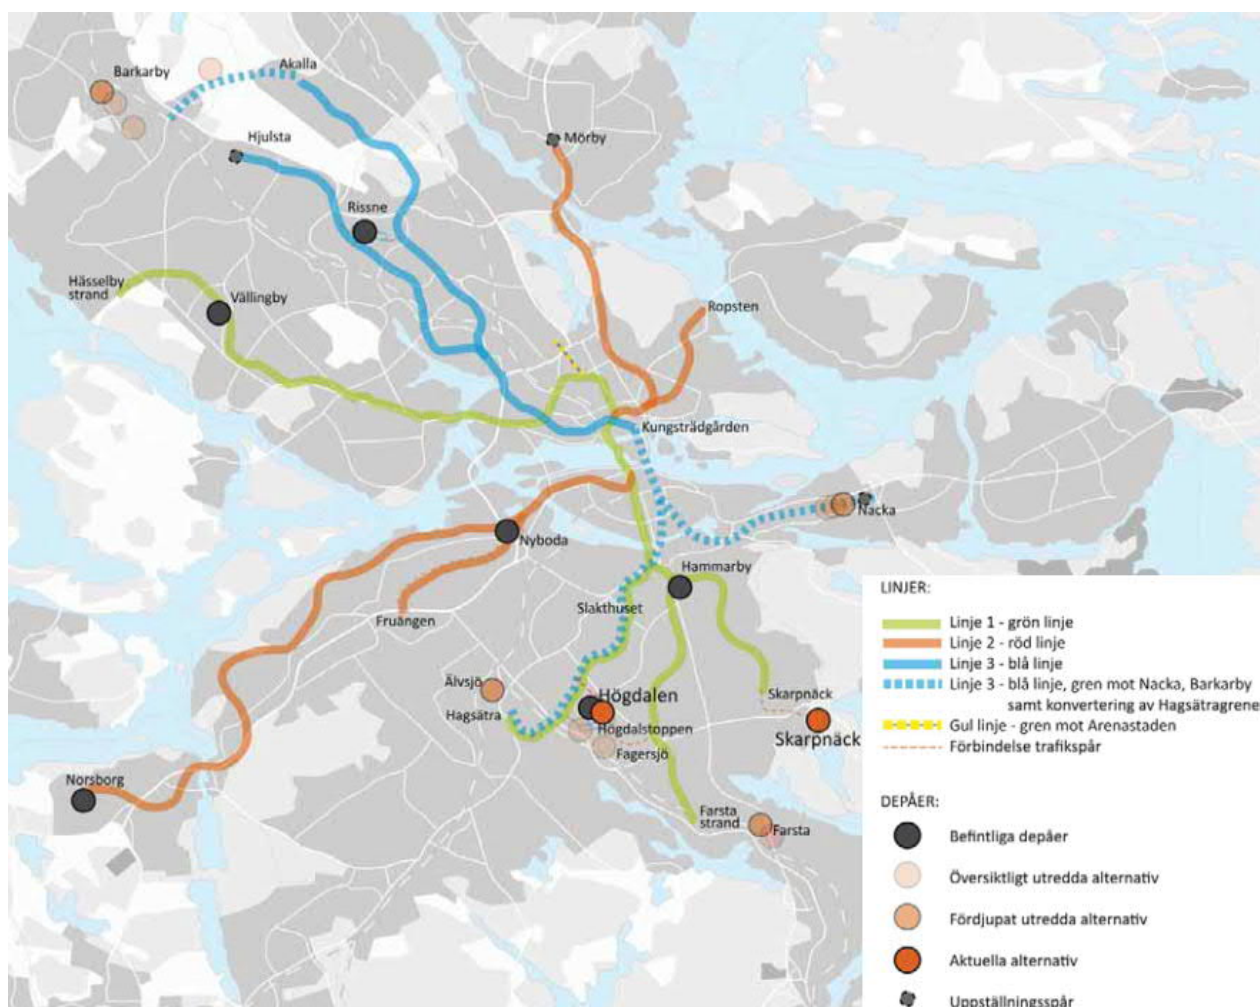 Barkarby
Akalla
Hjulsta
Mörby
Rissne
Hässelby
strand
Vällingby
Ropsten
Kungsträdgården
Nacka
Nyboda
Hammarby
Slakthuset
Fruängen
Älvsjö
Högdalen
Skarpnäck
Hagsätra
Högdalstoppen
Skarpnäck
Fagersjö
Norsborg
Farsta
strand
Farsta
LINJER:
Linje 1 - grön linje
Linje 2 - röd linje
Linje 3 - blå linje
Linje 3 - blå linje, gren mot Nacka, Barkarby
samt konvertering av Hagsätragrene
Gul linje - gren mot Arenastaden
Förbindelse trafikspår
DEPÅER:
Befintliga depåer
Översiktligt utredda alternativ
Fördjupat utredda alternativ
Aktuella alternativ
Uppställningsspår